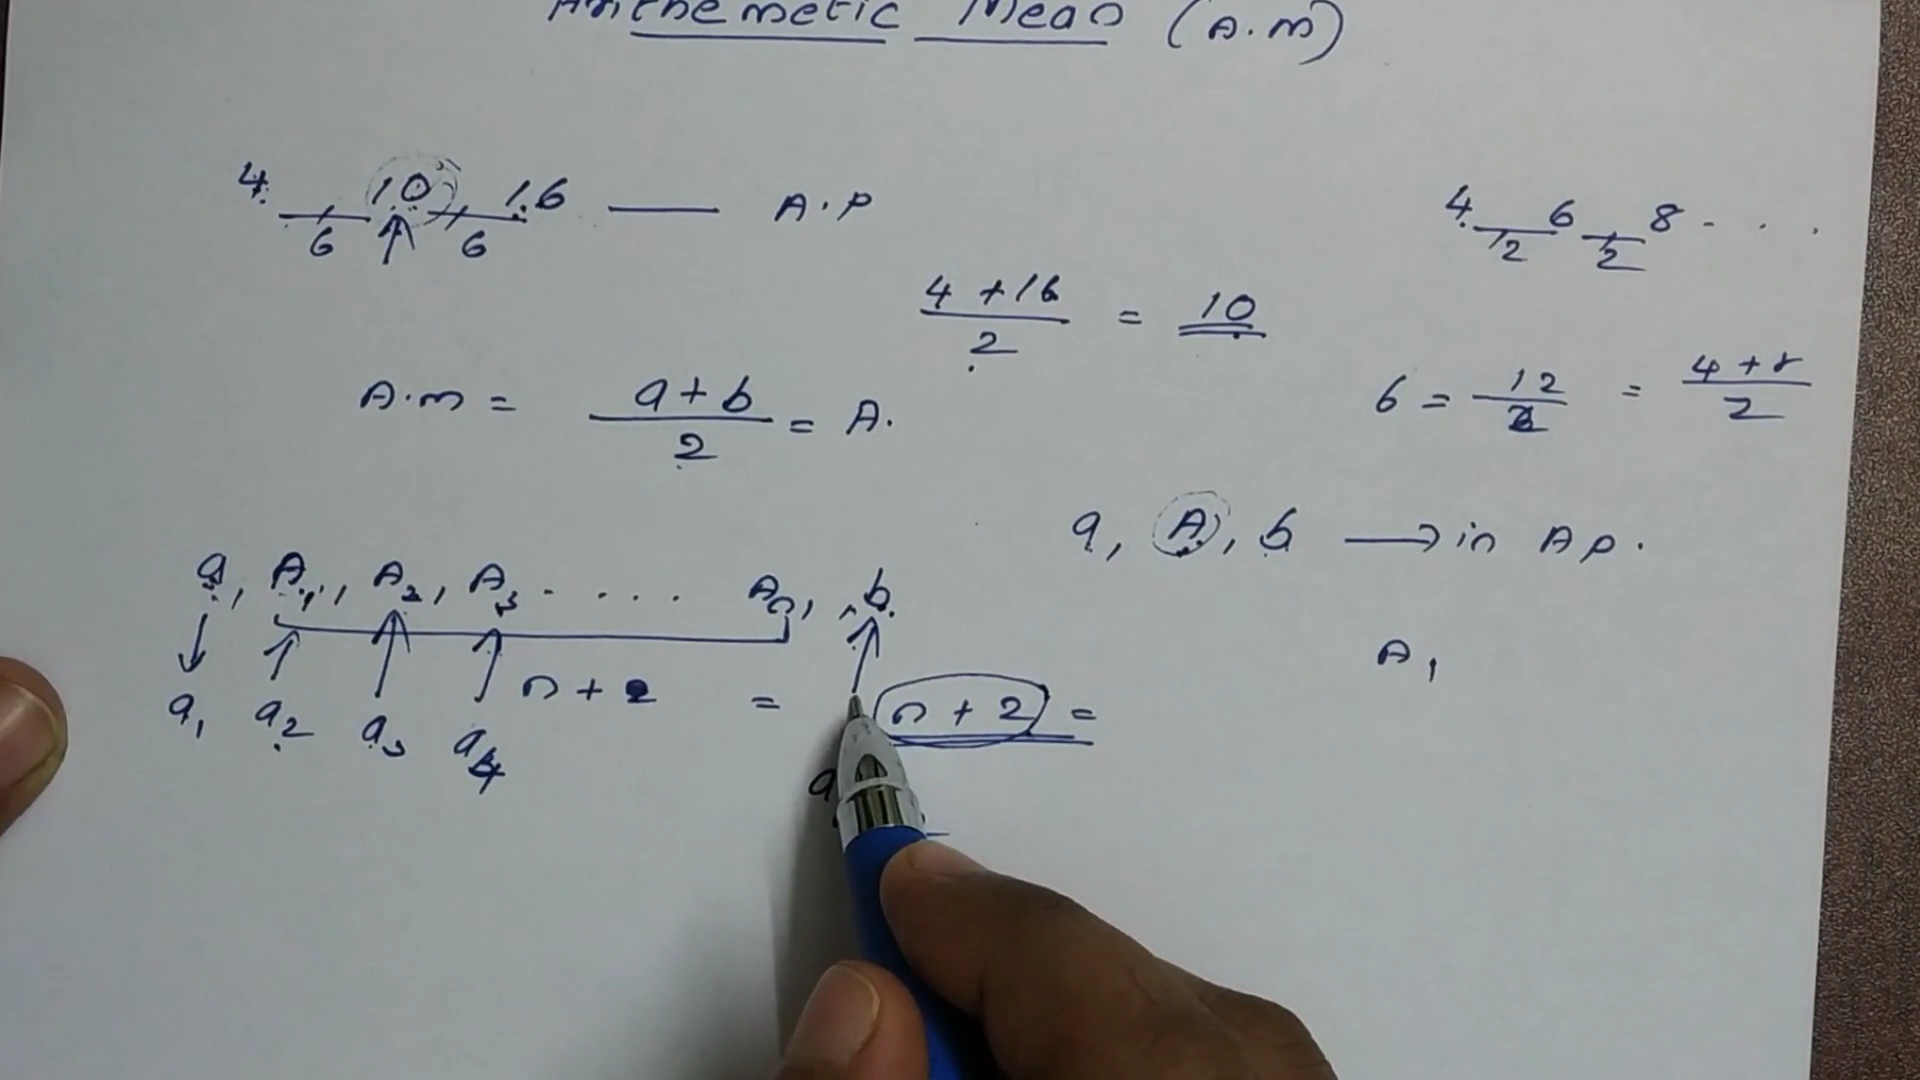 Arithemetic Mean (A.m)
4. 10 16 — A.P
6 6
4 6 8 - . .
2 2
4 + 16 / 2 = 10
A.m = a + b / 2 = A.
6 = 12 / 2 = 4 + 8 / 2
a, A, b → in A p.
a, A1, A2, A3 - . . . . An, , b.
A1
n + 2 = n + 2 =
a1 a2 a3 a4
a